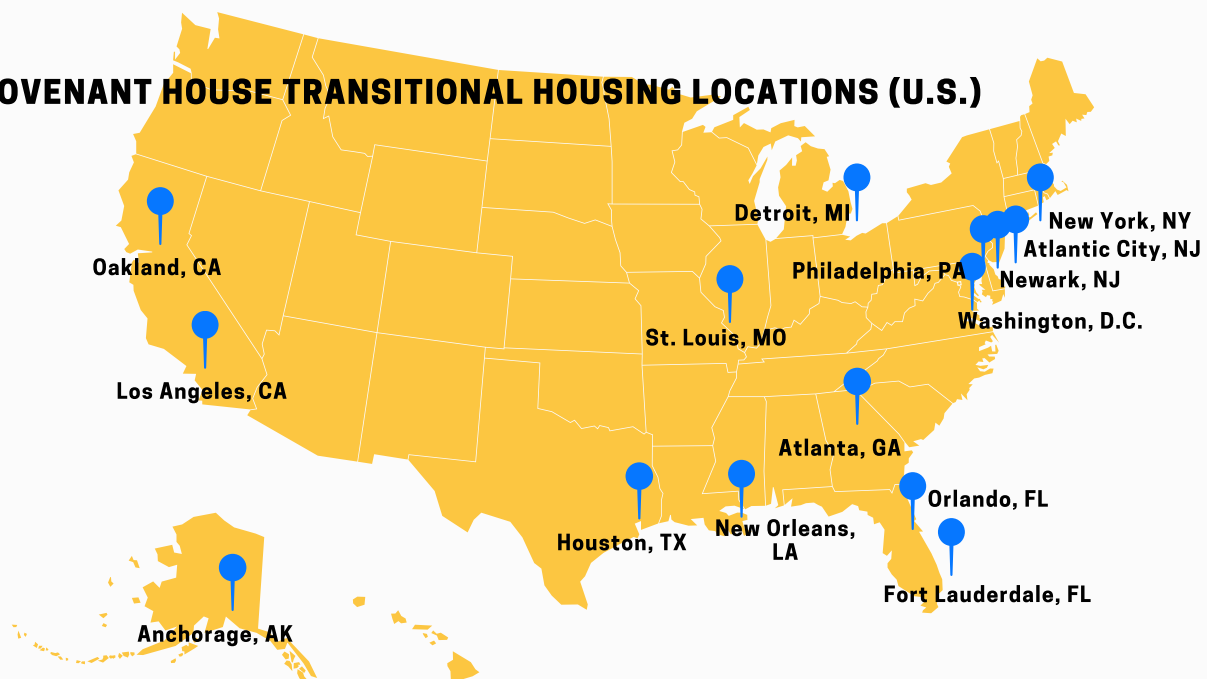 OVENANT HOUSE TRANSITIONAL HOUSING LOCATIONS (U.S.)
Detroit, MI
New York, NY
Atlantic City, NJ
Oakland, CA
Philadelphia, PA
Newark, NJ
Washington, D.C.
St. Louis, MO
Los Angeles, CA
Atlanta, GA
Orlando, FL
New Orleans,
LA
Houston, TX
Fort Lauderdale, FL
Anchorage, AK